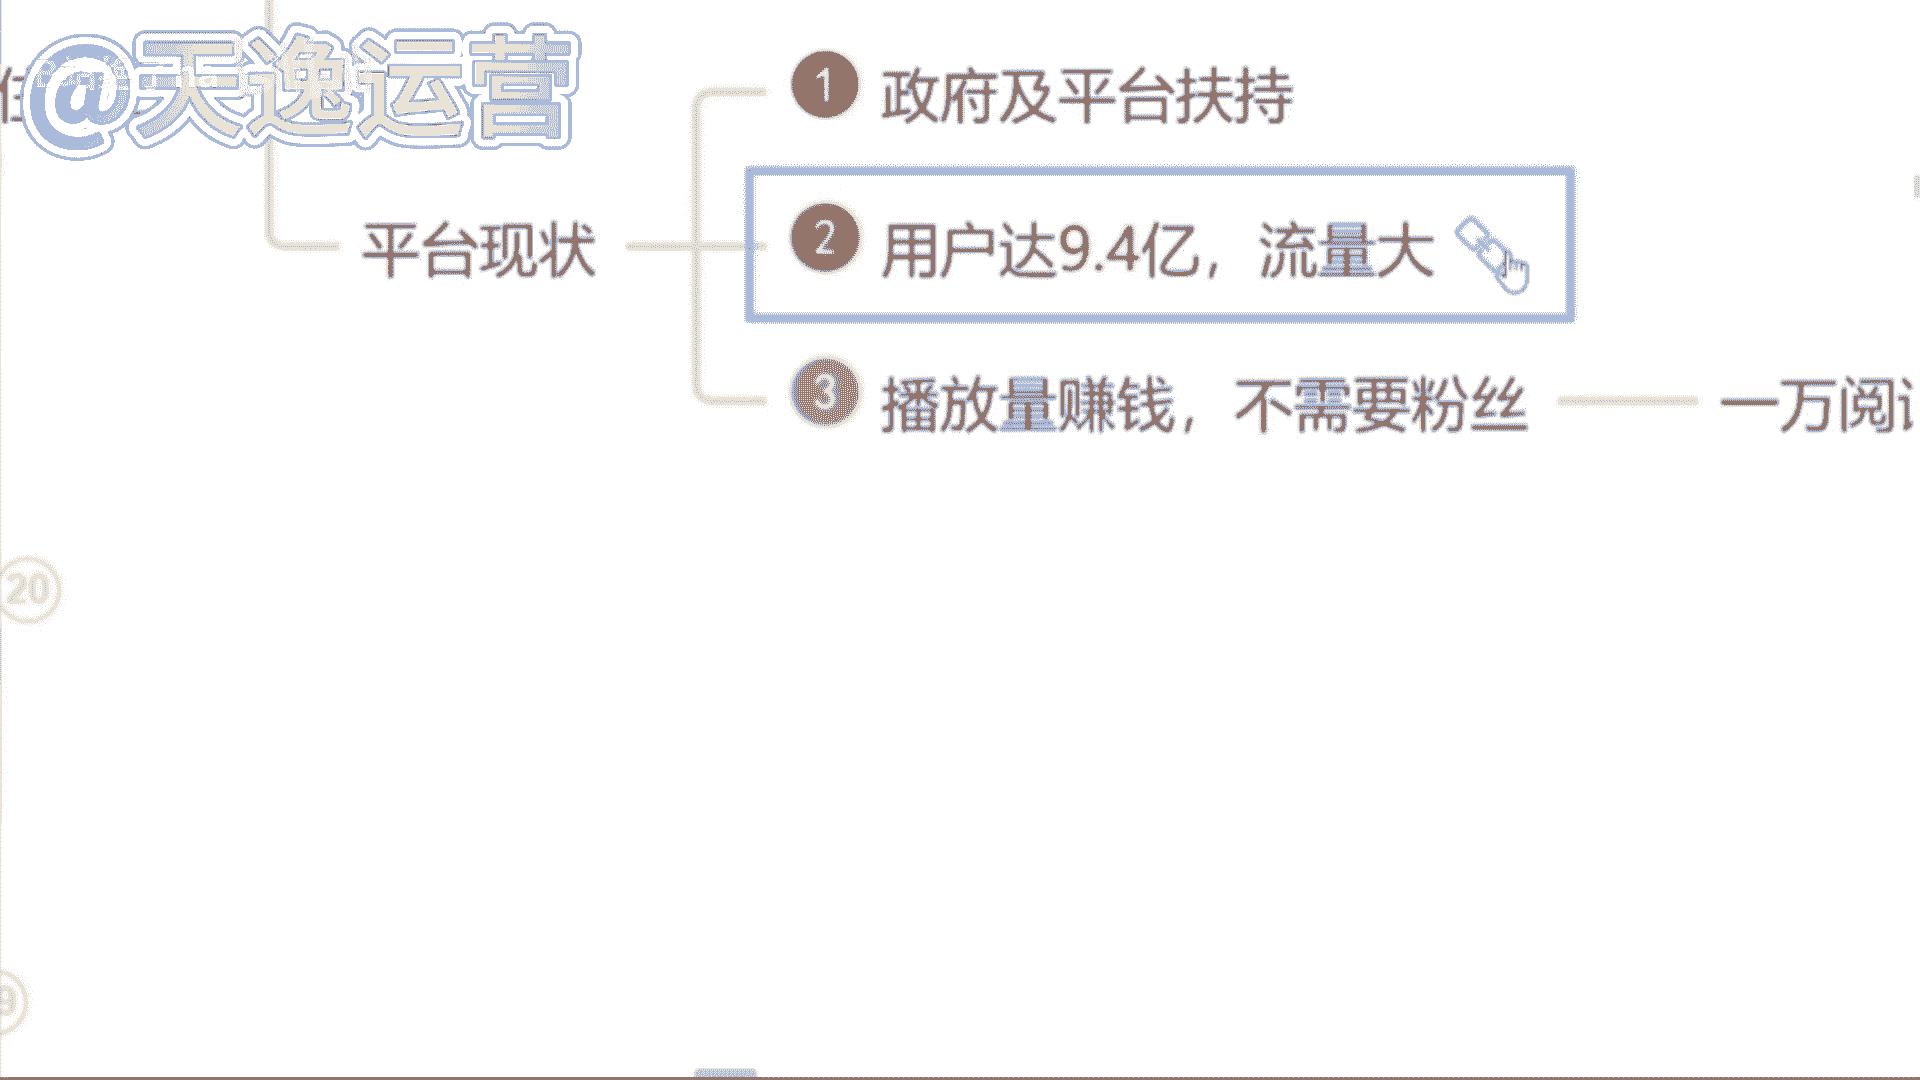 @天逸运营
① 政府及平台扶持
平台现状
② 用户达9.4亿，流量大
③ 播放量赚钱，不需要粉丝
一万阅
20
9